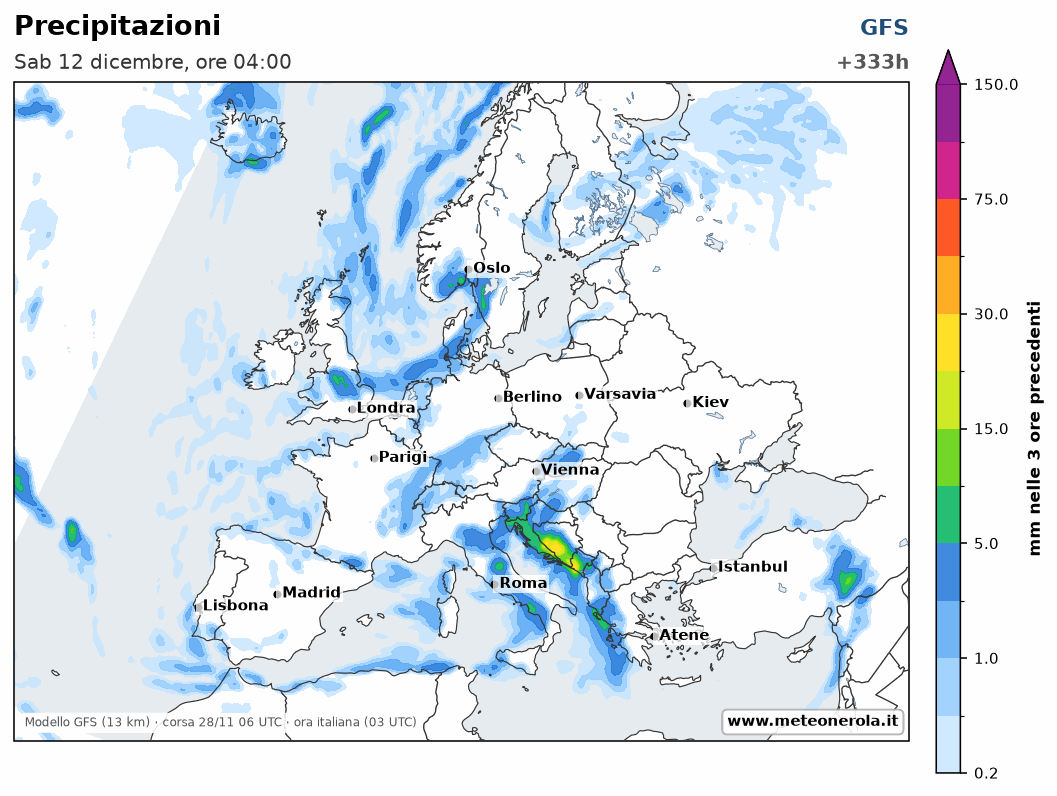 Precipitazioni
GFS
Sab 12 dicembre, ore 04:00
+333h
150.0
75.0
30.0
15.0
5.0
1.0
0.2
mm nelle 3 ore precedenti
Oslo
Berlino
Varsavia
Kiev
Londra
Parigi
Vienna
Istanbul
Roma
Madrid
Lisbona
Atene
Modello GFS (13 km) · corsa 28/11 06 UTC · ora italiana (03 UTC)
www.meteonerola.it